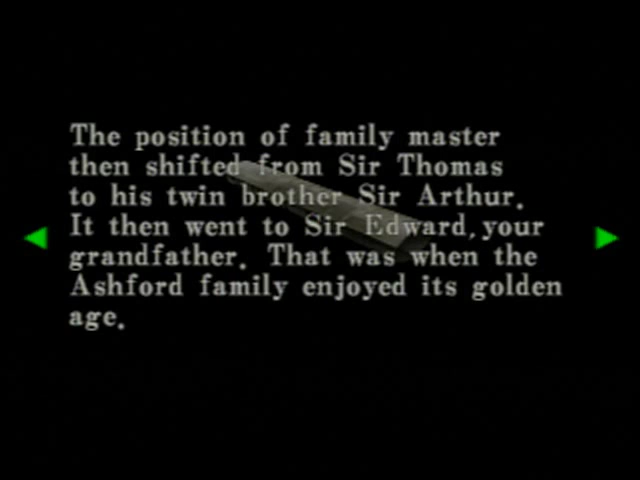 The position of family master
then shifted from Sir Thomas
to his twin brother Sir Arthur.
It then went to Sir Edward, your
grandfather. That was when the
Ashford family enjoyed its golden
age.